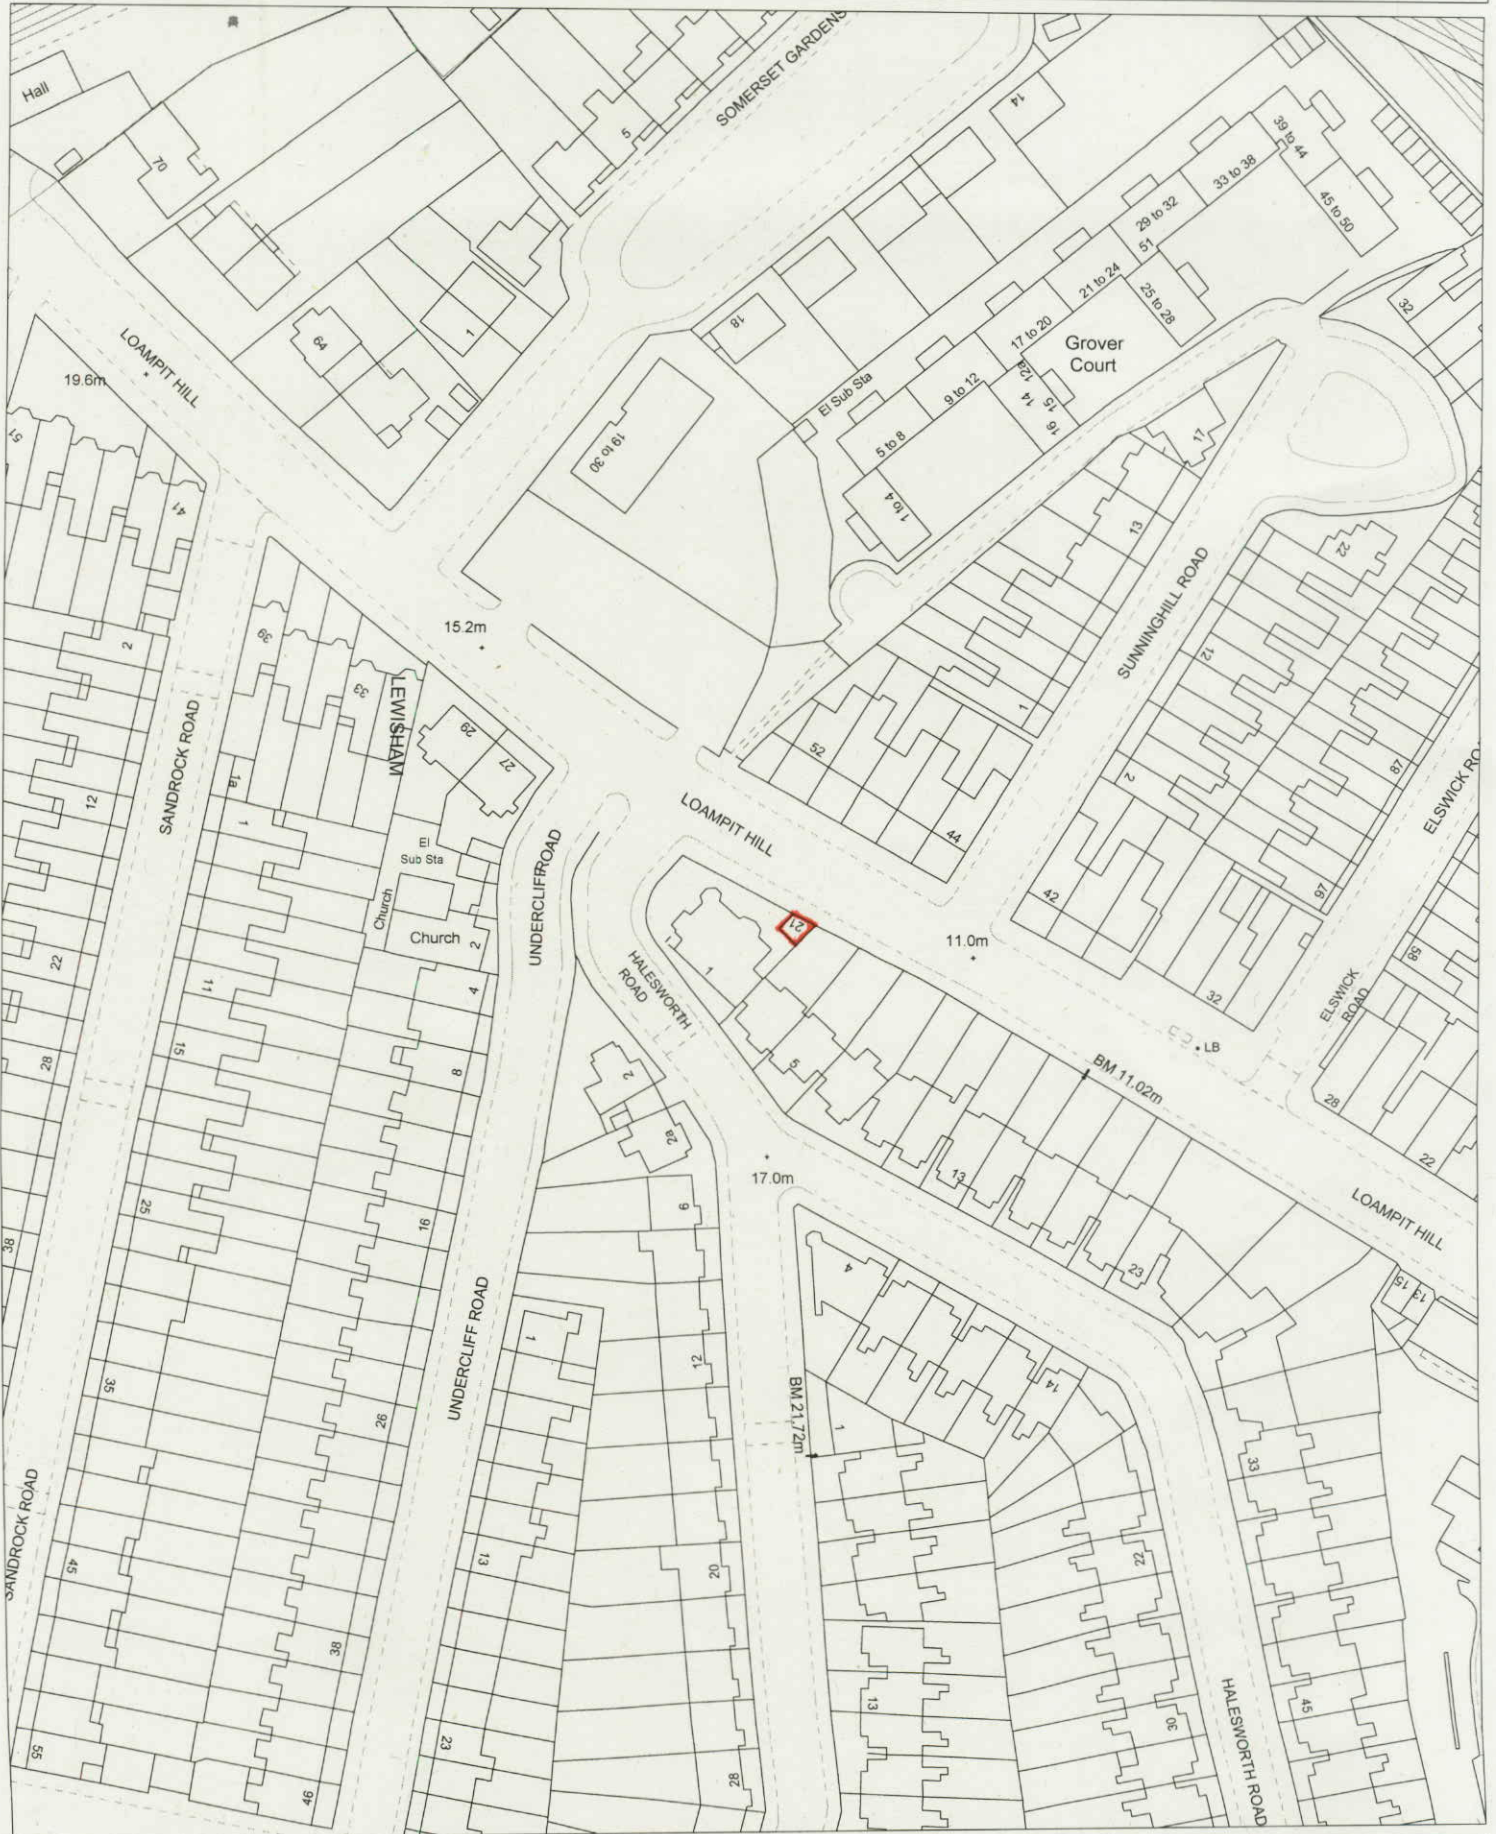 Hall
70
5
SOMERSET GARDENS
14
39 to 44
33 to 38
29 to 32
45 to 50
51
21 to 24
25 to 28
17 to 20
Grover
Court
32
18
1
64
LOAMPIT HILL
19.6m
El Sub Sta
9 to 12
12a
14
15
16
5 to 8
1 to 4
19 to 30
17
13
51
41
22
SUNNINGHILL ROAD
12
1
2
15.2m
39
33
LEWISHAM
29
27
SANDROCK ROAD
2
12
1a
1
52
44
87
97
ELSWICK RO
LOAMPIT HILL
El
Sub Sta
Church
Church
2
UNDERCLIFF ROAD
21
1
HALESWORTH
ROAD
11.0m
42
32
ELSWICK
ROAD
58
22
11
4
LB
BM 11.02m
28
22
15
8
2
2a
5
28
17.0m
13
23
LOAMPIT HILL
25
16
6
38
4
13
15
UNDERCLIFF ROAD
1
12
14
35
26
BM 21.72m
1
33
SANDROCK ROAD
45
13
20
22
38
13
30
45
HALESWORTH ROAD
55
46
23
28